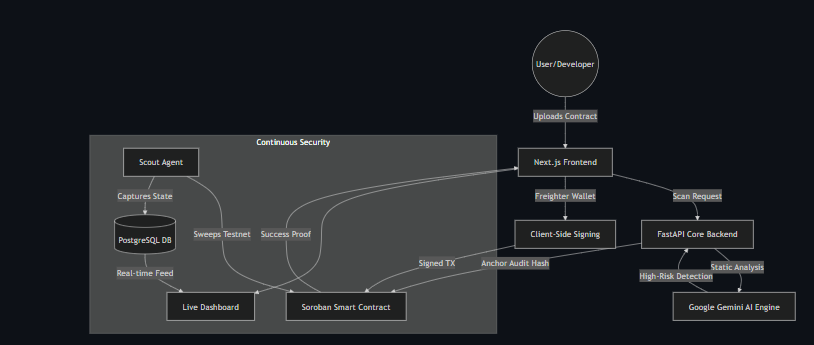 User/Developer
Uploads Contract
Continuous Security
Scout Agent
Next.js Frontend
Captures State
Freighter Wallet
Scan Request
PostgreSQL DB
Sweeps Testnet
Success Proof
Client-Side Signing
FastAPI Core Backend
Real-time Feed
Signed TX
Anchor Audit Hash
Static Analysis
High-Risk Detection
Live Dashboard
Soroban Smart Contract
Google Gemini AI Engine